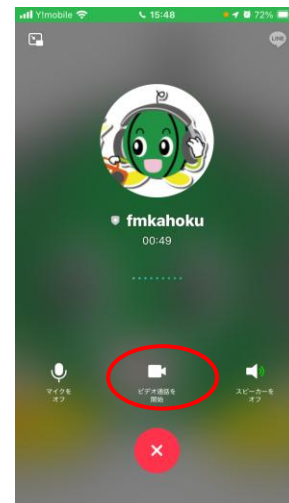 Y!mobile 15:48 72%
LINE
fmkahoku
00:49
マイクを
オフ
ビデオ通話を
開始
スピーカーを
オフ